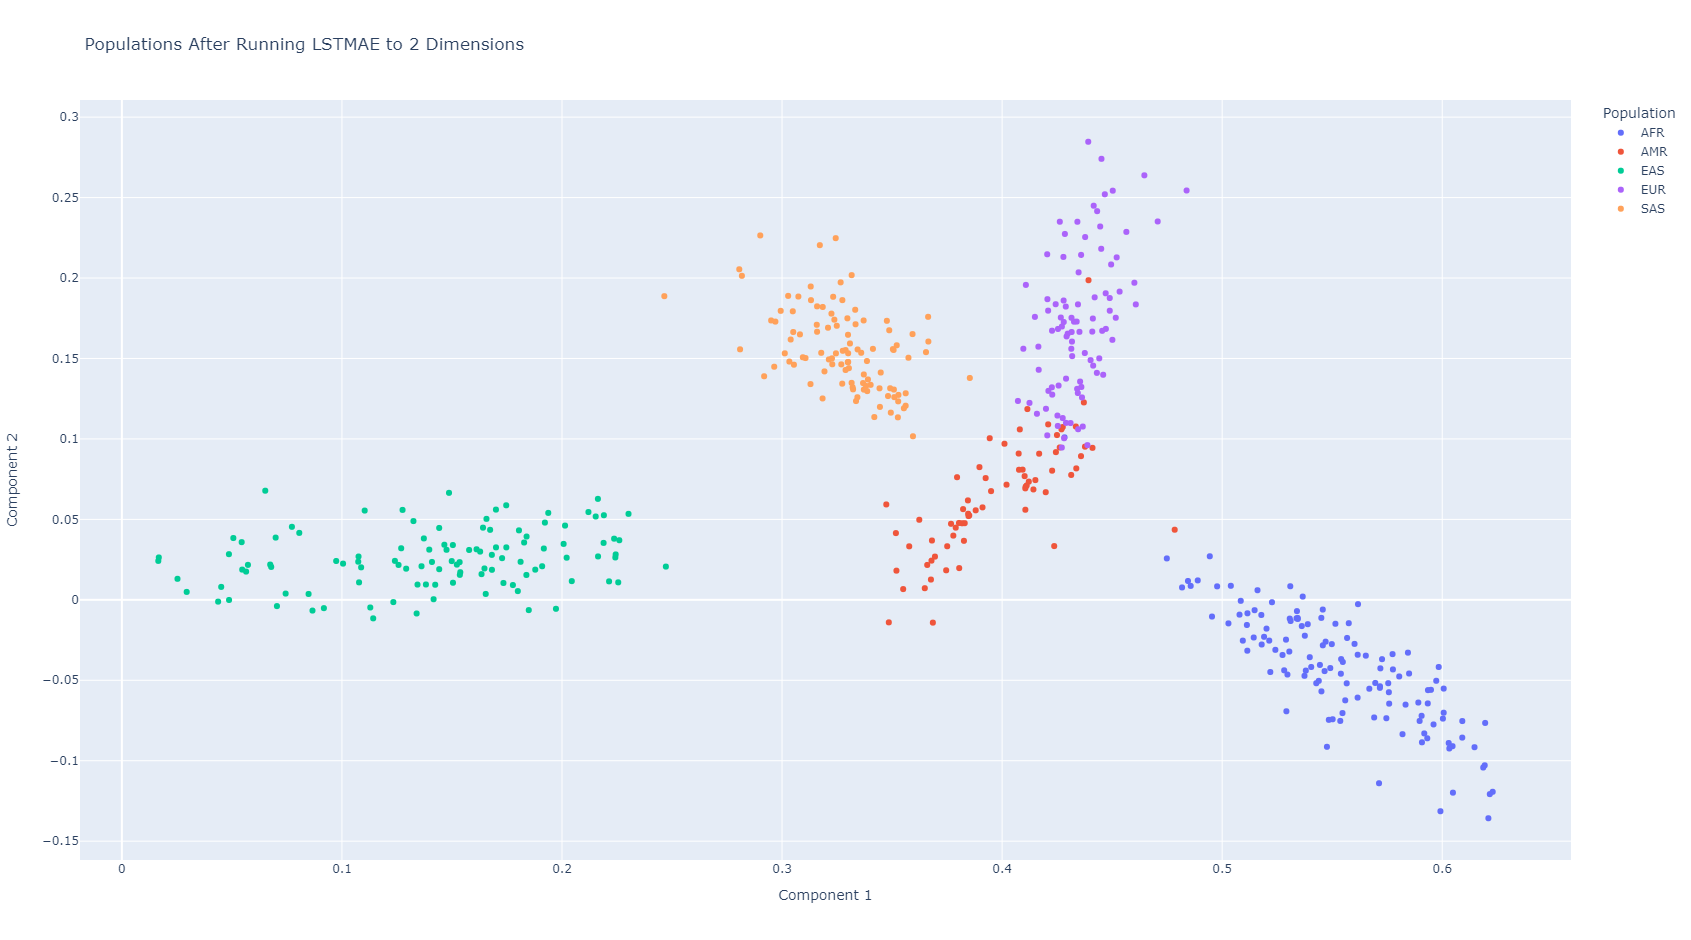 Populations After Running LSTMAE to 2 Dimensions
Population
AFR
AMR
EAS
EUR
SAS
Component 2
0.3
0.25
0.2
0.15
0.1
0.05
0
−0.05
−0.1
−0.15
0
0.1
0.2
0.3
0.4
0.5
0.6
Component 1